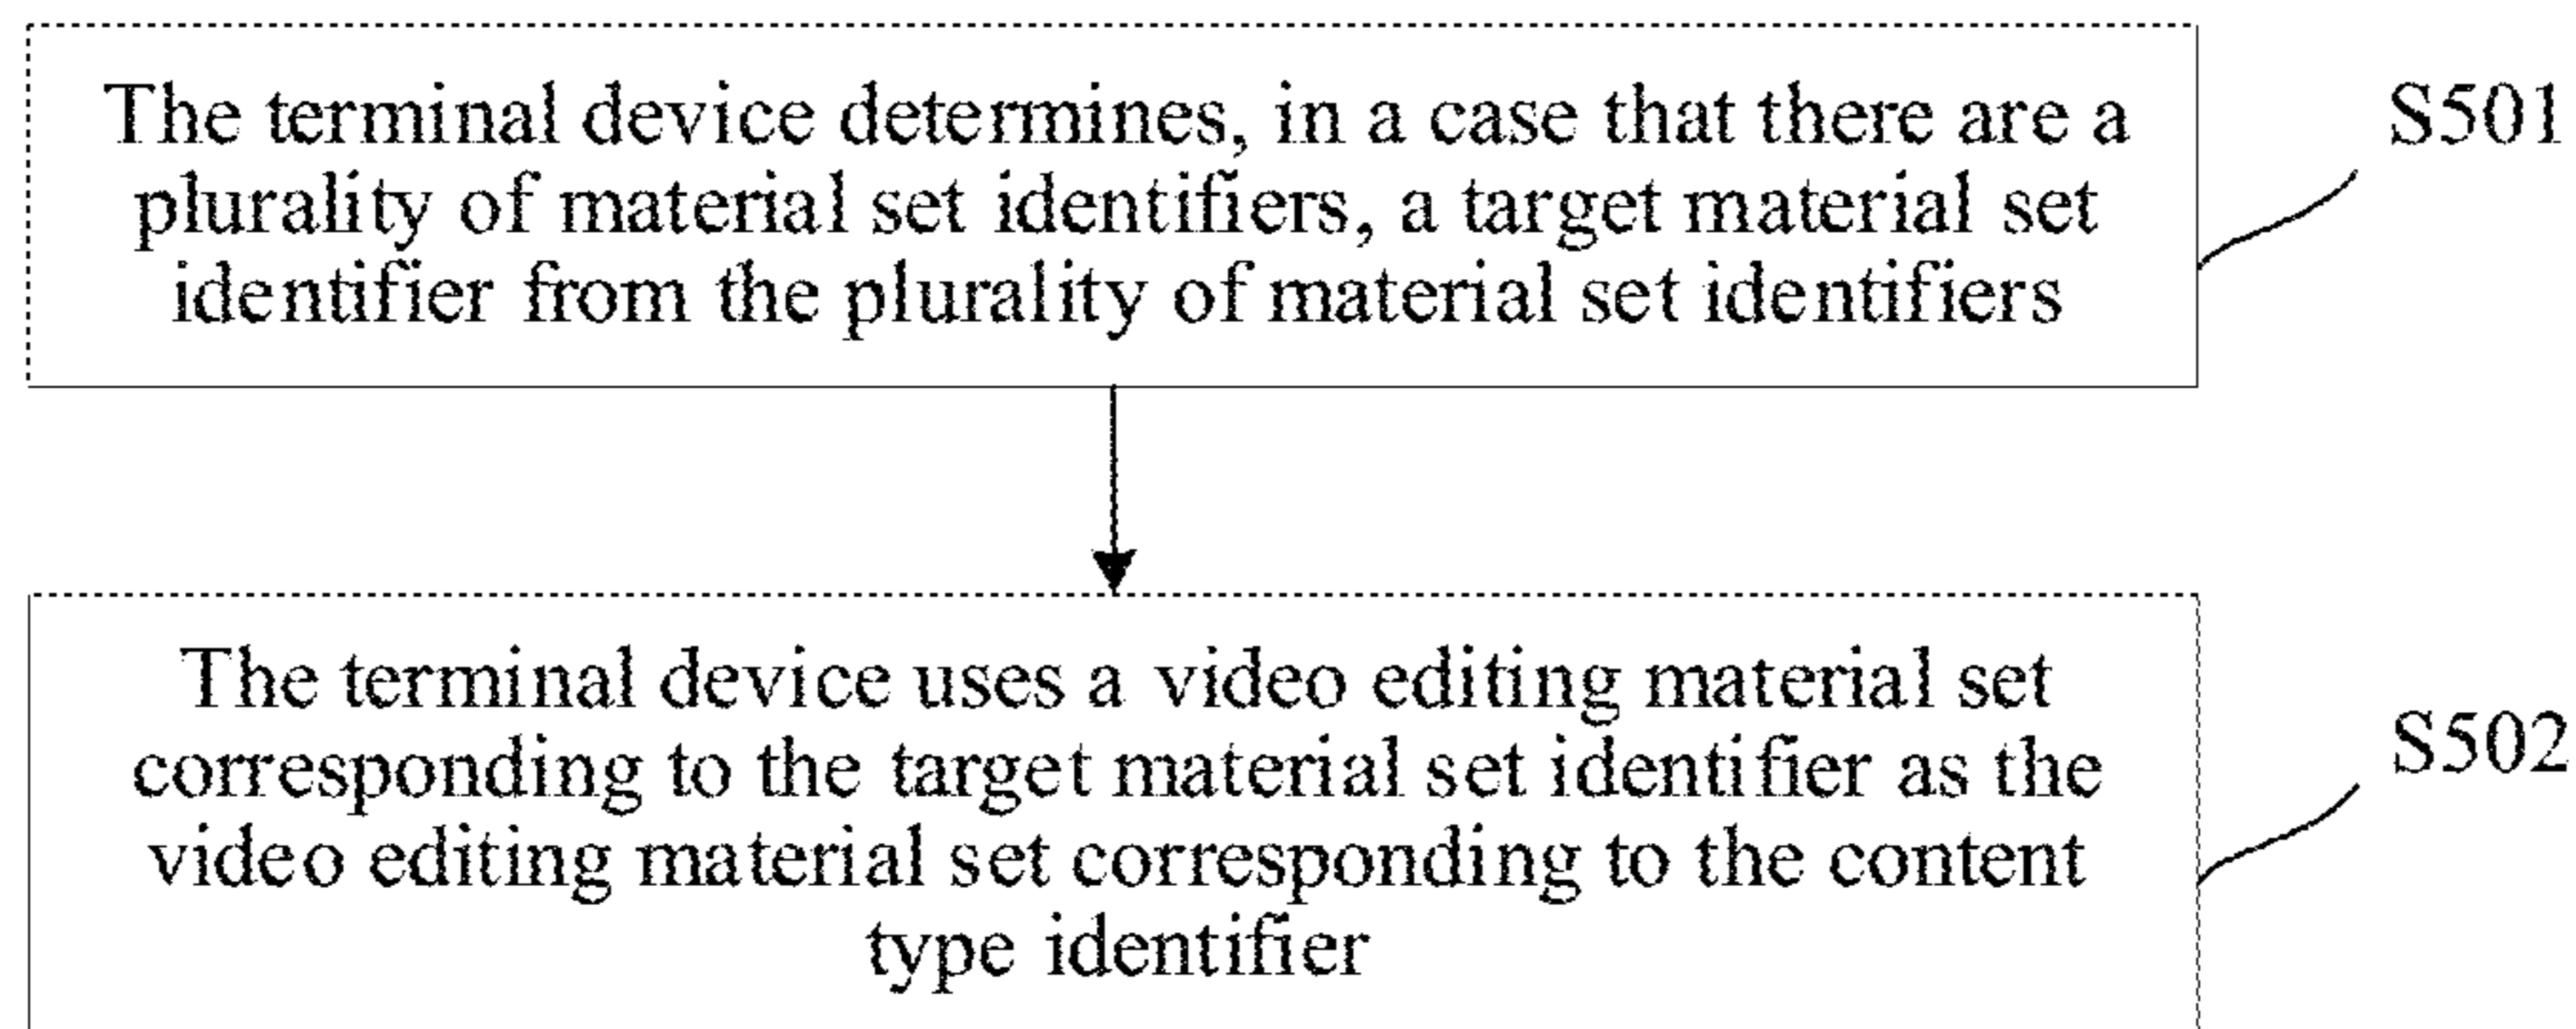 The terminal device determines, in a case that there are a
plurality of material set identifiers, a target material set
identifier from the plurality of material set identifiers
S501
The terminal device uses a video editing material set
corresponding to the target material set identifier as the
video editing material set corresponding to the content
type identifier
S502